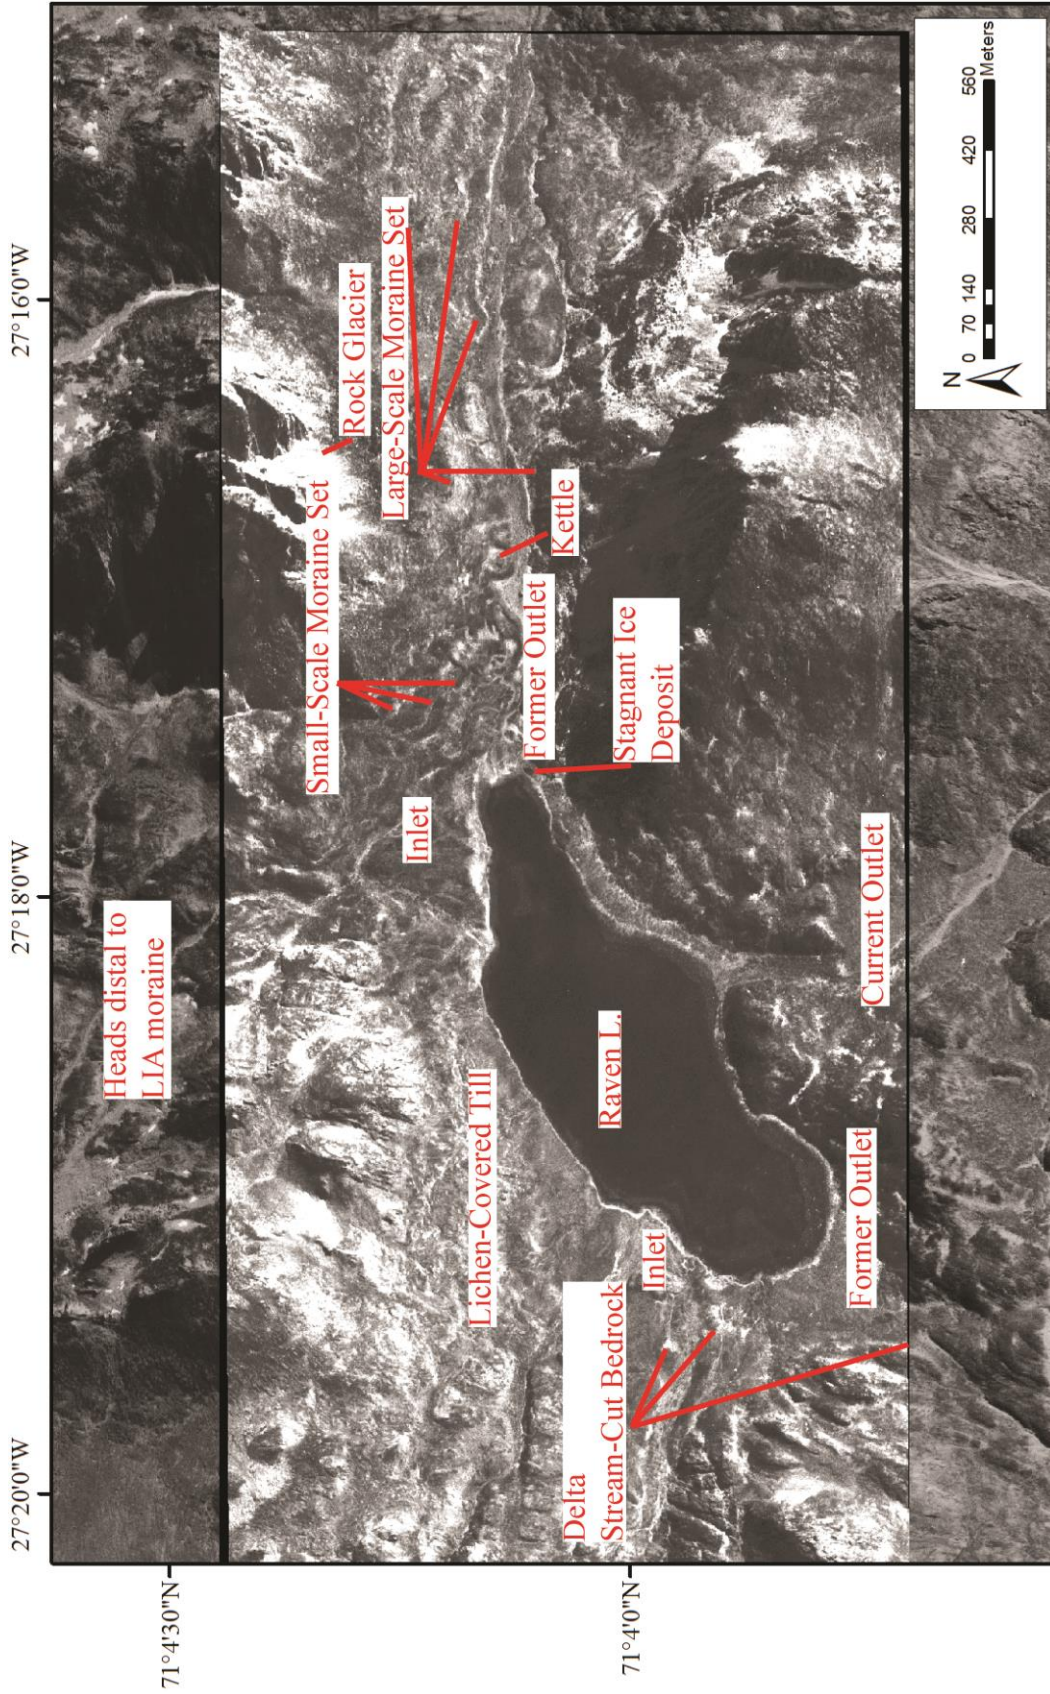 27°20'0"W
27°18'0"W
27°16'0"W
71°4'30"N
71°4'0"N
Heads distal to
LIA moraine
Small-Scale Moraine Set
Rock Glacier
Large-Scale Moraine Set
Inlet
Lichen-Covered Till
Former Outlet
Kettle
Stagnant Ice
Deposit
Raven L.
Delta
Stream-Cut Bedrock
Inlet
Former Outlet
Current Outlet
N
0 70 140 280 420 560
Meters